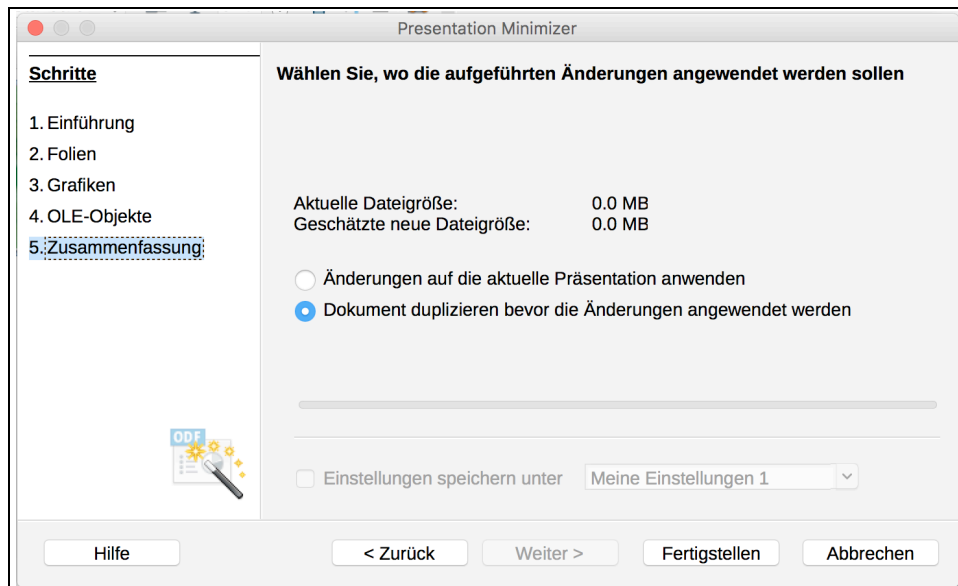 Presentation Minimizer
Schritte
1. Einführung
2. Folien
3. Grafiken
4. OLE-Objekte
5. Zusammenfassung
Wählen Sie, wo die aufgeführten Änderungen angewendet werden sollen
Aktuelle Dateigröße: 0.0 MB
Geschätzte neue Dateigröße: 0.0 MB
Änderungen auf die aktuelle Präsentation anwenden
Dokument duplizieren bevor die Änderungen angewendet werden
ODF
Einstellungen speichern unter Meine Einstellungen 1
Hilfe < Zurück Weiter > Fertigstellen Abbrechen